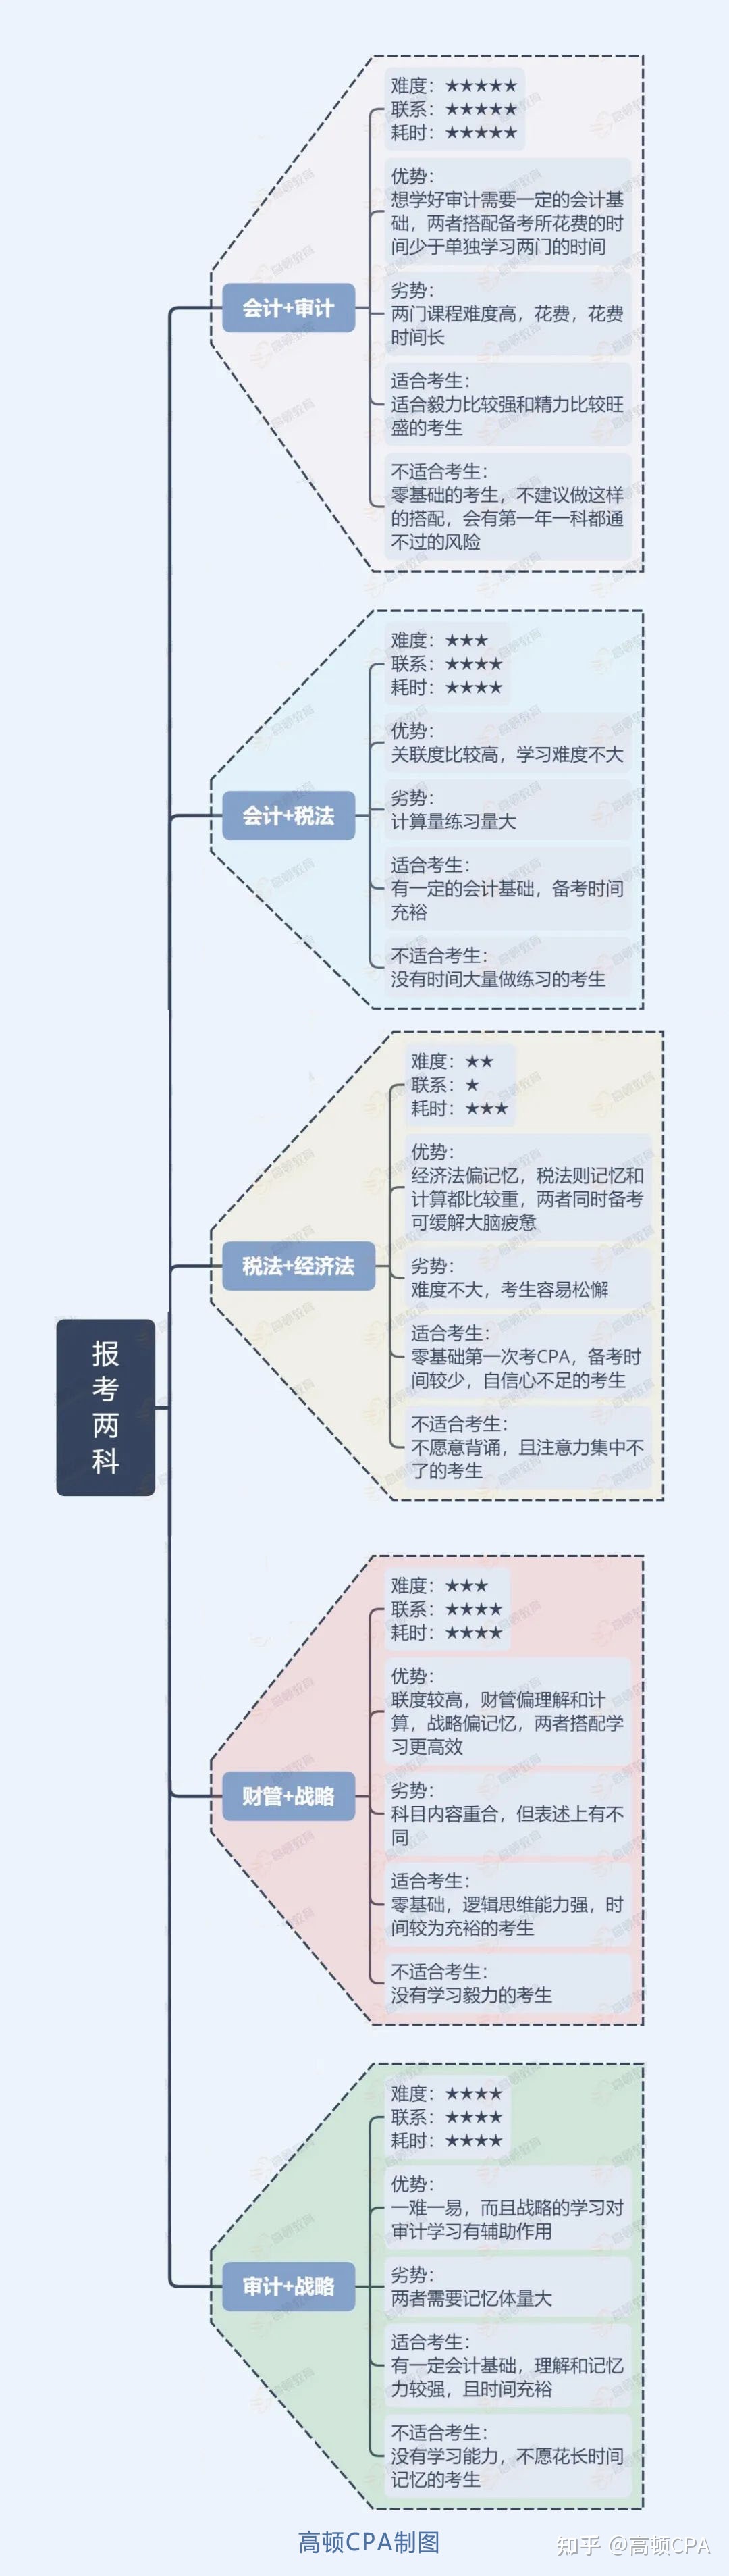 报
考
两
科
会计+审计
难度：★★★★★
联系：★★★★★
耗时：★★★★★
优势：
想学好审计需要一定的会计基
础，两者搭配备考所花费的时
间少于单独学习两门的时间
劣势：
两门课程难度高，花费，花费
时间长
适合考生：
适合毅力比较强和精力比较旺
盛的考生
不适合考生：
零基础的考生，不建议做这样
的搭配，会有第一年一科都通
不过的风险
会计+税法
难度：★★★
联系：★★★★
耗时：★★★★
优势：
关联度比较高，学习难度不大
劣势：
计算量练习量大
适合考生：
有一定的会计基础，备考时间
充裕
不适合考生：
没有时间大量做练习的考生
税法+经济法
难度：★★
联系：★
耗时：★★★
优势：
经济法偏记忆，税法则记忆和
计算都比较重，两者同时备考
可缓解大脑疲惫
劣势：
难度不大，考生容易松懈
适合考生：
零基础第一次考CPA，备考时
间较少，自信心不足的考生
不适合考生：
不愿意背诵，且注意力集中不
了的考生
财管+战略
难度：★★★
联系：★★★★
耗时：★★★★
优势：
联度较高，财管偏理解和计
算，战略偏记忆，两者搭配学
习更高效
劣势：
科目内容重合，但表述上有不
同
适合考生：
零基础，逻辑思维能力强，时
间较为充裕的考生
不适合考生：
没有学习毅力的考生
审计+战略
难度：★★★★
联系：★★★★
耗时：★★★★
优势：
一难一易，而且战略的学习对
审计学习有辅助作用
劣势：
两者需要记忆体量大
适合考生：
有一定会计基础，理解和记忆
力较强，且时间充裕
不适合考生：
没有学习能力，不愿花长时间
记忆的考生
高顿CPA制图
知乎 @高顿CPA